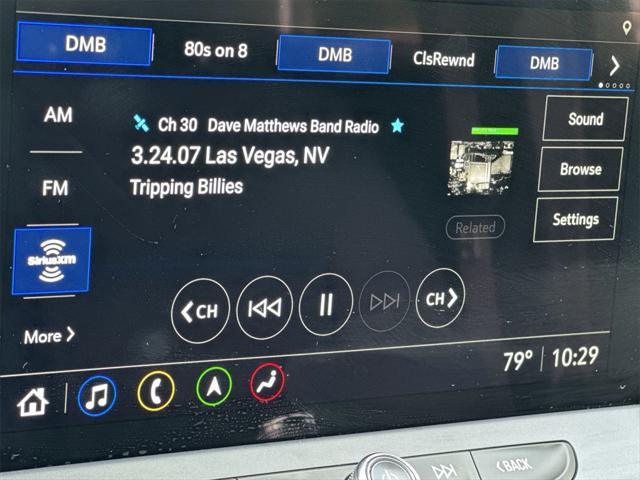 DMB 80s on 8 DMB ClsRewnd DMB
AM
FM
SiriusXM
More
Ch 30 Dave Matthews Band Radio
3.24.07 Las Vegas, NV
Tripping Billies
Sound
Browse
Settings
Related
CH
CH
79° 10:29
BACK